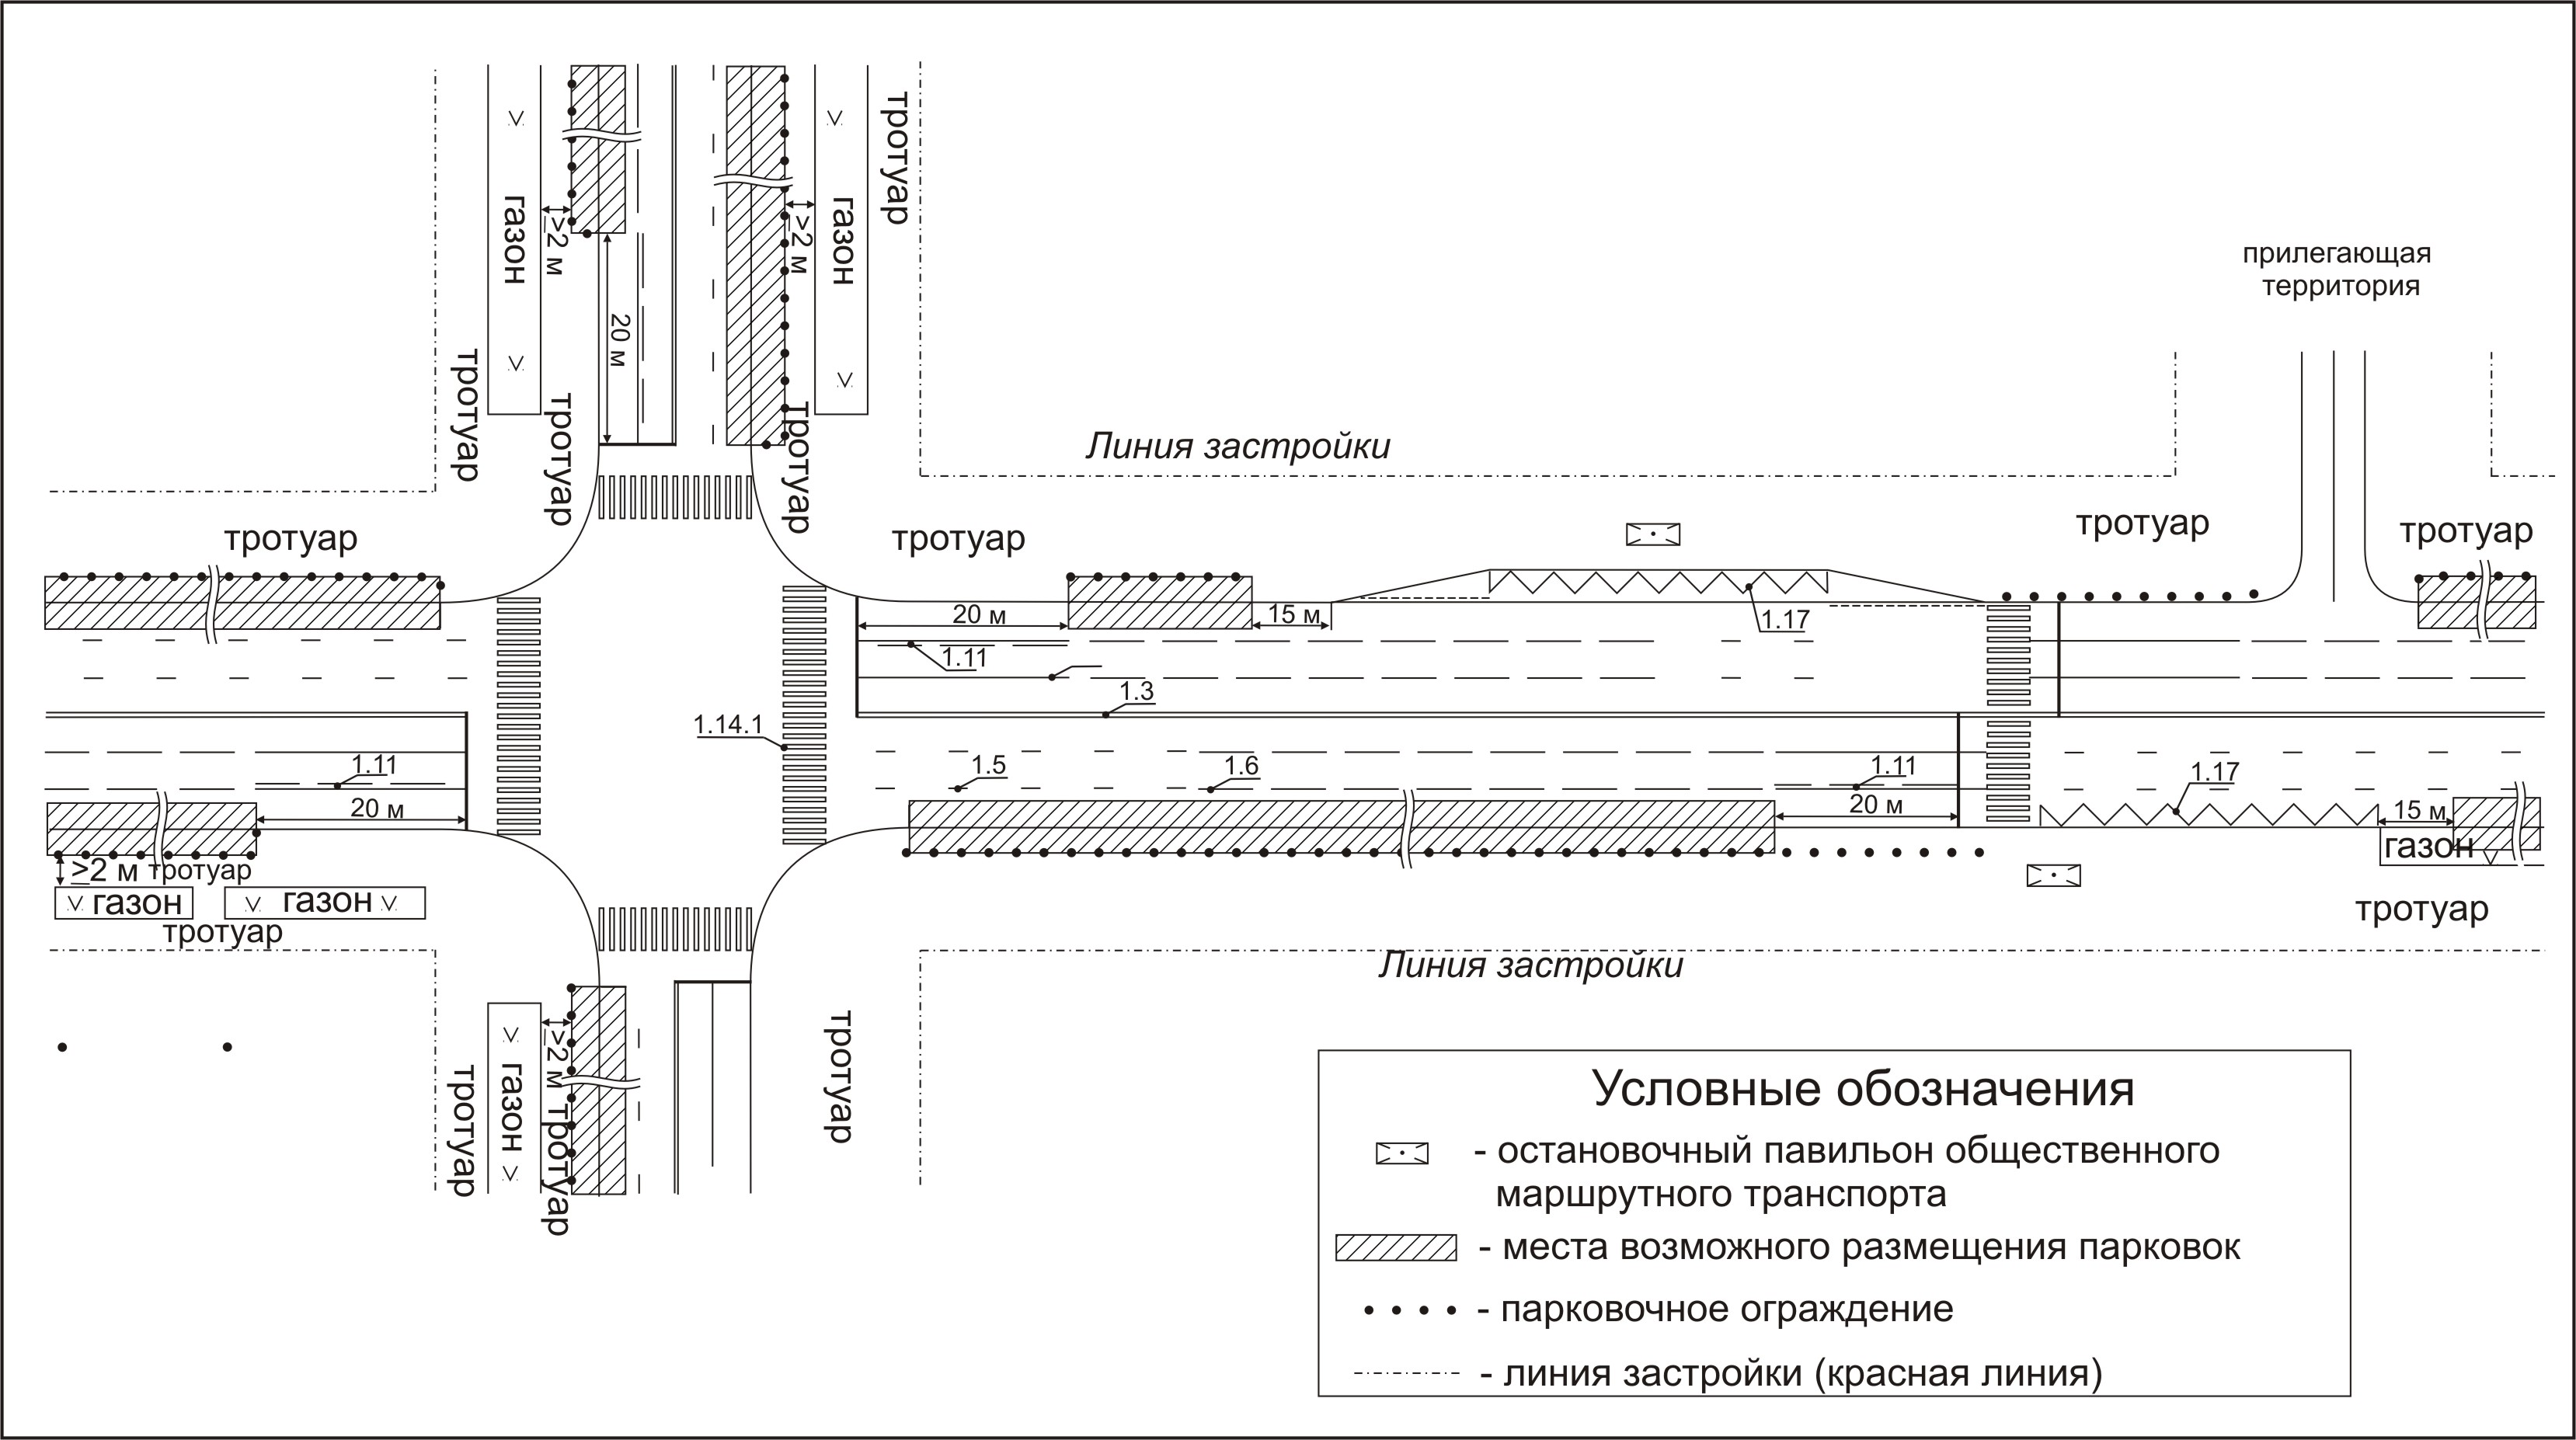 тротуар
газон
≥2 м
≥2 м
газон
тротуар
20 м
тротуар
тротуар
тротуар
прилегающая
территория
Линия застройки
тротуар
тротуар
тротуар
тротуар
20 м
15 м
1.17
1.11
1.3
1.14.1
1.11
1.5
1.6
1.11
1.17
20 м
20 м
15 м
газон
≥2 м тротуар
газон
газон
тротуар
тротуар
Линия застройки
тротуар
газон
≥2 м
тротуар
тротуар
Условные обозначения
- остановочный павильон общественного
маршрутного транспорта
- места возможного размещения парковок
- парковочное ограждение
- линия застройки (красная линия)